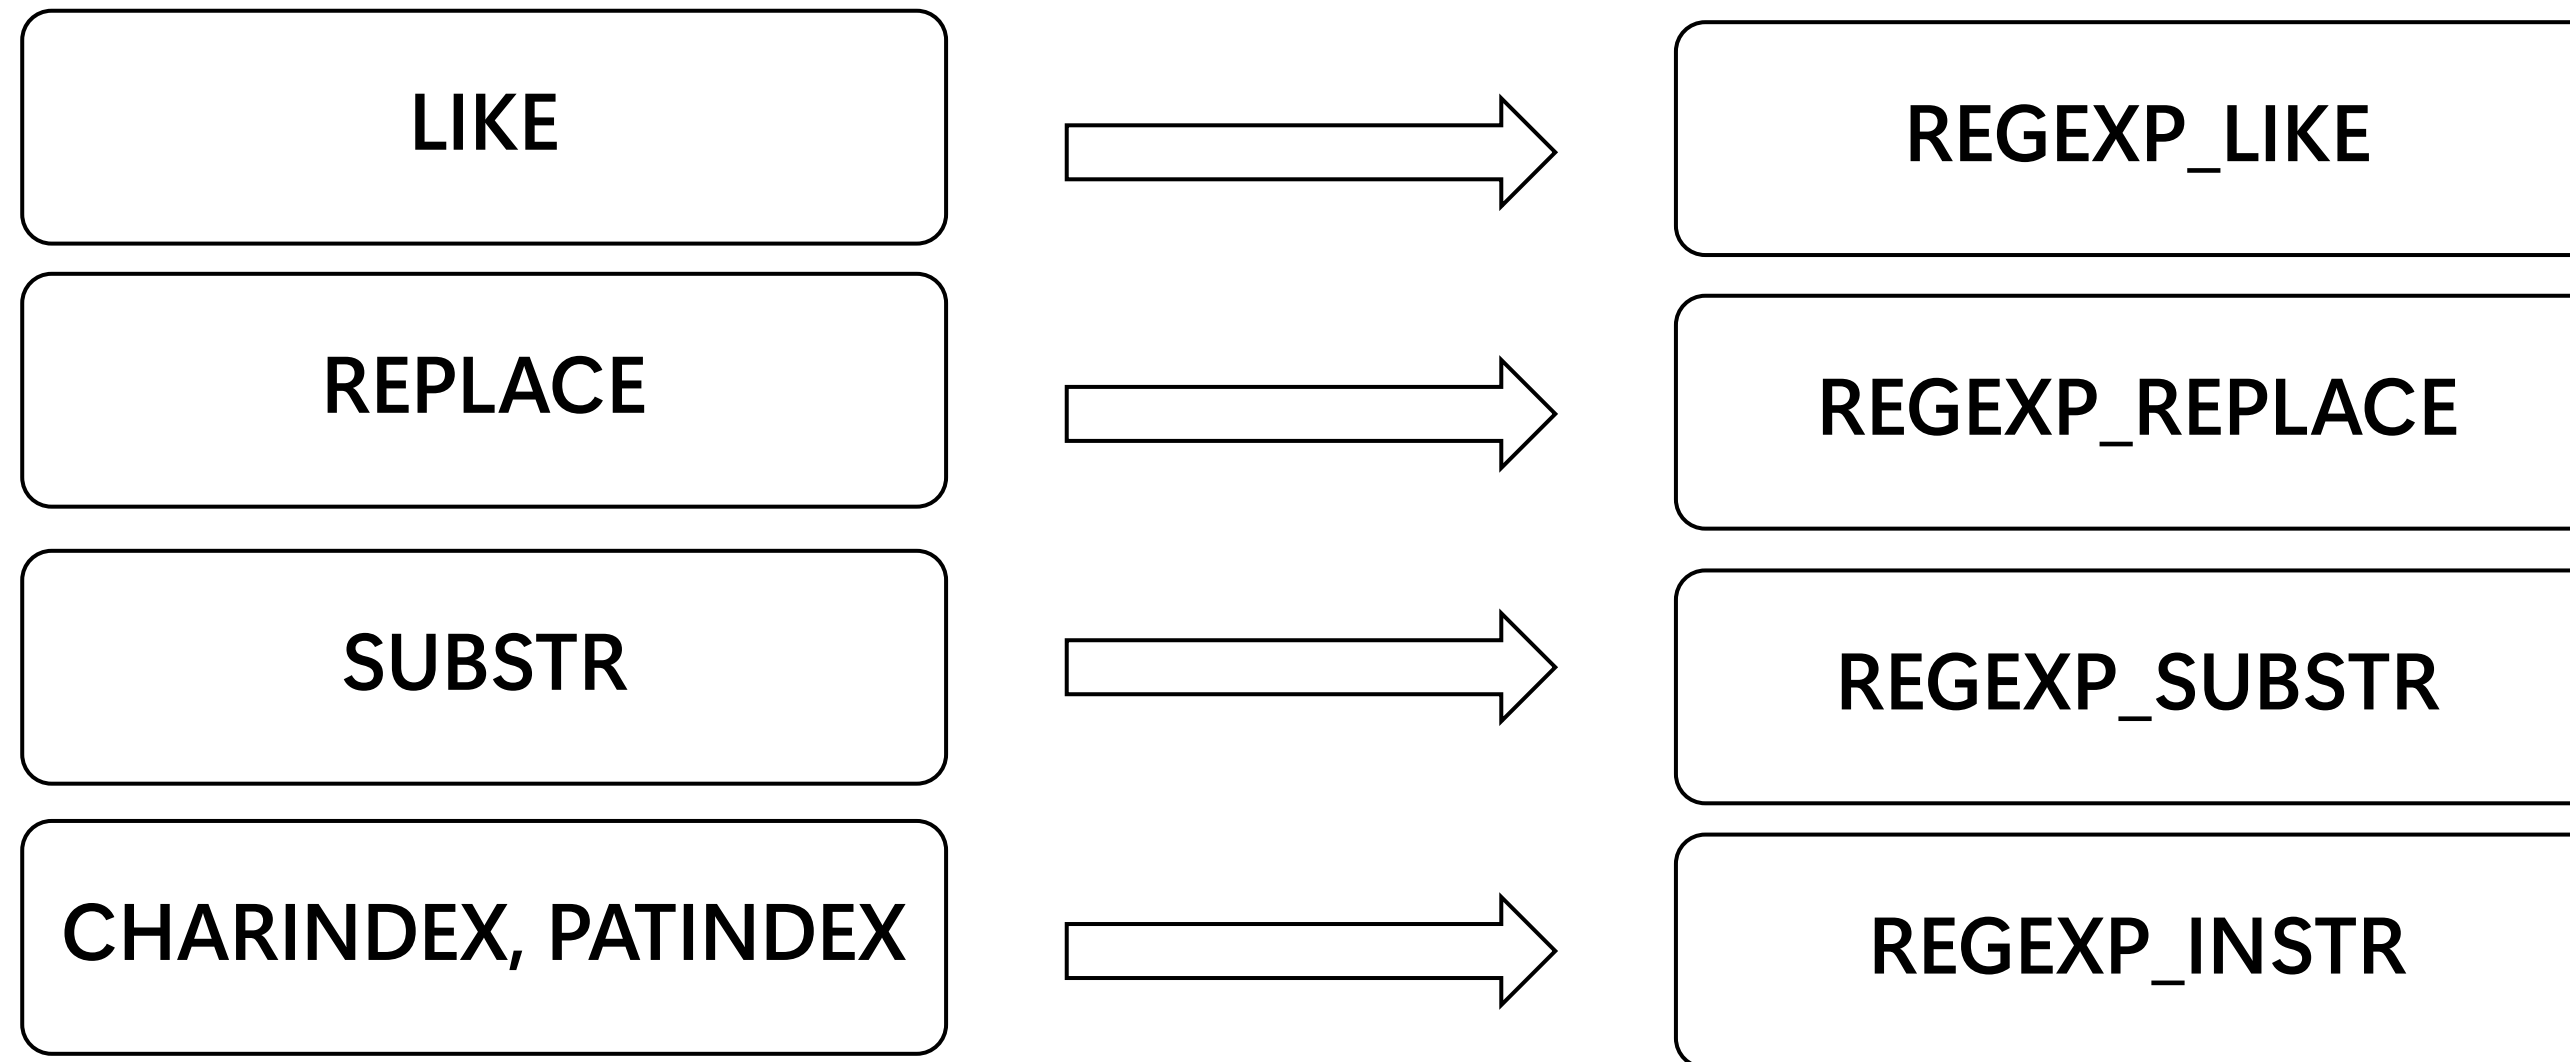 LIKE
REGEXP_LIKE
REPLACE
REGEXP_REPLACE
SUBSTR
REGEXP_SUBSTR
CHARINDEX, PATINDEX
REGEXP_INSTR